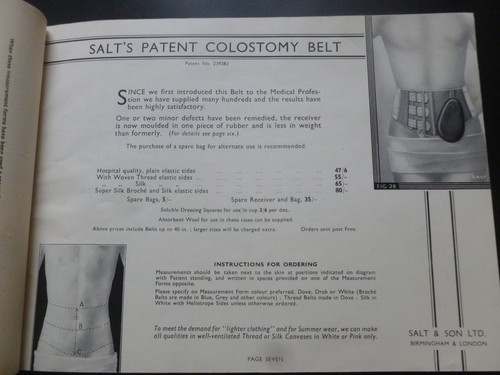 SALT'S PATENT COLOSTOMY BELT
Patent No. 229582
SINCE we first introduced this Belt to the Medical Profes-
sion we have supplied many hundreds and the results have
been highly satisfactory.
One or two minor defects have been remedied, the receiver
is now moulded in one piece of rubber and is less in weight
than formerly. (For details see page six.)
The purchase of a spare bag for alternate use is recommended.
Hospital quality, plain elastic sides ... 47/6
With Woven Thread elastic sides ... 55/-
,, ,, Silk ,, ,, ... 65/-
Super Silk Broché and Silk elastic sides ... 80/-
Spare Bags, 5/- Spare Receiver and Bag, 35/-
Soluble Dressing Squares for use in cup 2/6 per doz.
Absorbent Wool for use in these cases can be supplied.
Above prices include Belts up to 40 in. ; larger sizes will be charged extra. Orders sent post free.
FIG 28
A
B
C
INSTRUCTIONS FOR ORDERING
Measurements should be taken next to the skin at positions indicated on diagram
with Patient standing, and written in spaces provided on one of the Measurement
Forms opposite.
Please specify on Measurement Form colour preferred, Dove, Drab or White (Broché
Belts are made in Blue, Grey and other colours) ; Thread Belts made in Dove ; Silk in
White with Heliotrope Sides unless otherwise ordered.
To meet the demand for "lighter clothing" and for Summer wear, we can make
all qualities in well-ventilated Thread or Silk Canvases in White or Pink only.
SALT & SON LTD.
BIRMINGHAM & LONDON
PAGE SEVEN
When these measurement forms have been used